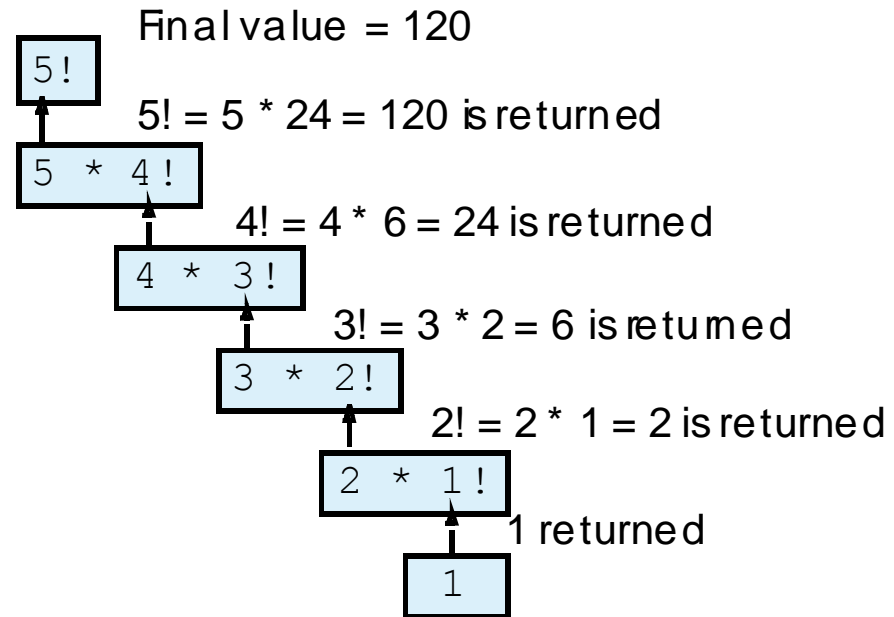 Final value = 120
5!
5! = 5 * 24 = 120 is returned
5 * 4!
4! = 4 * 6 = 24 is returned
4 * 3!
3! = 3 * 2 = 6 is returned
3 * 2!
2! = 2 * 1 = 2 is returned
2 * 1!
1 returned
1